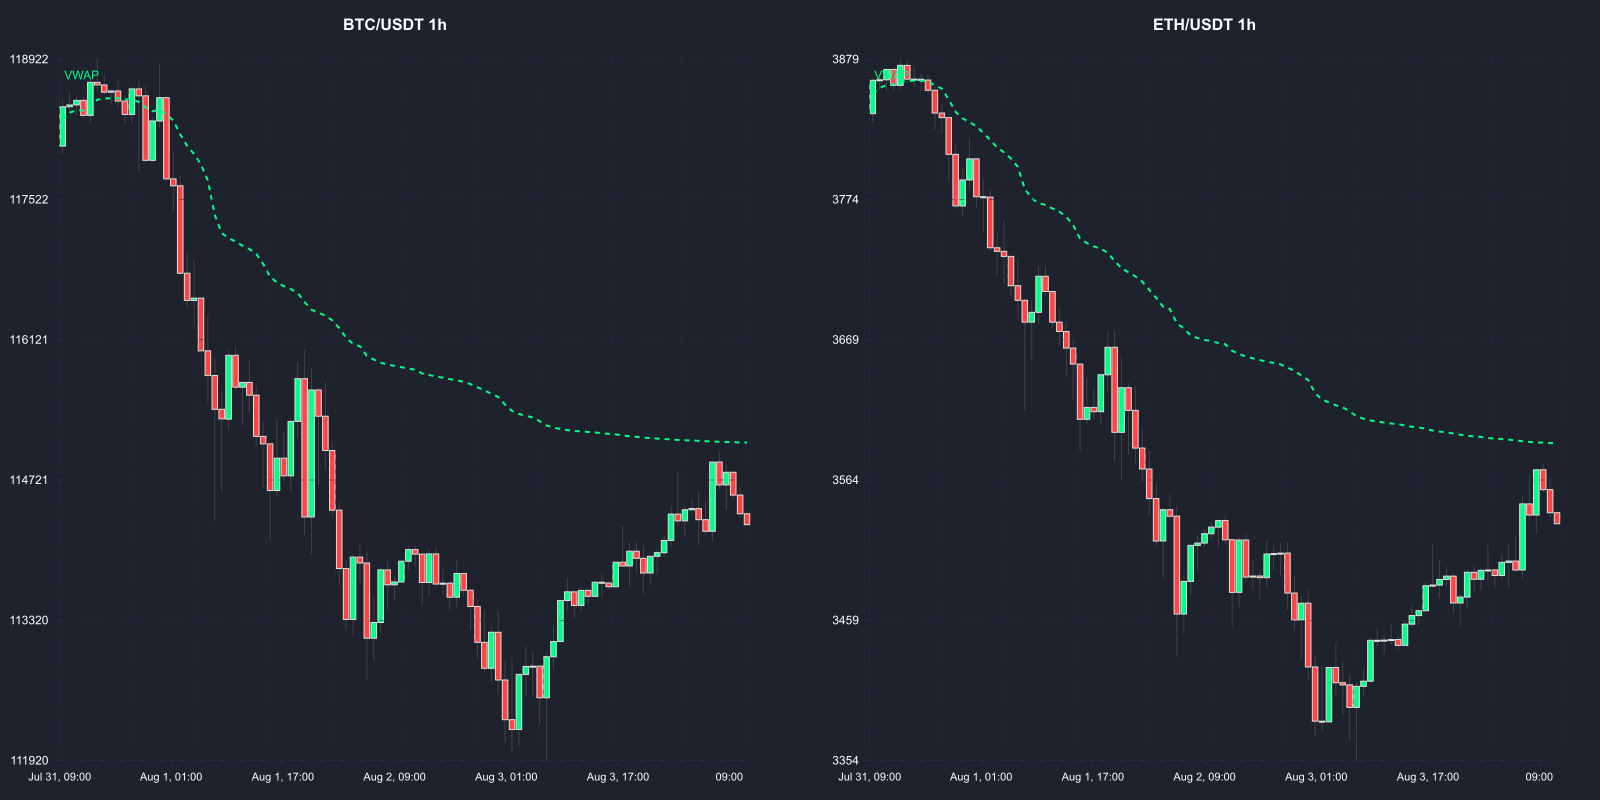 BTC/USDT 1h
118922
VWAP
117522
116121
114721
113320
111920
Jul 31, 09:00
Aug 1, 01:00
Aug 1, 17:00
Aug 2, 09:00
Aug 3, 01:00
Aug 3, 17:00
09:00
ETH/USDT 1h
3879
3774
3669
3564
3459
3354
Jul 31, 09:00
Aug 1, 01:00
Aug 1, 17:00
Aug 2, 09:00
Aug 3, 01:00
Aug 3, 17:00
09:00